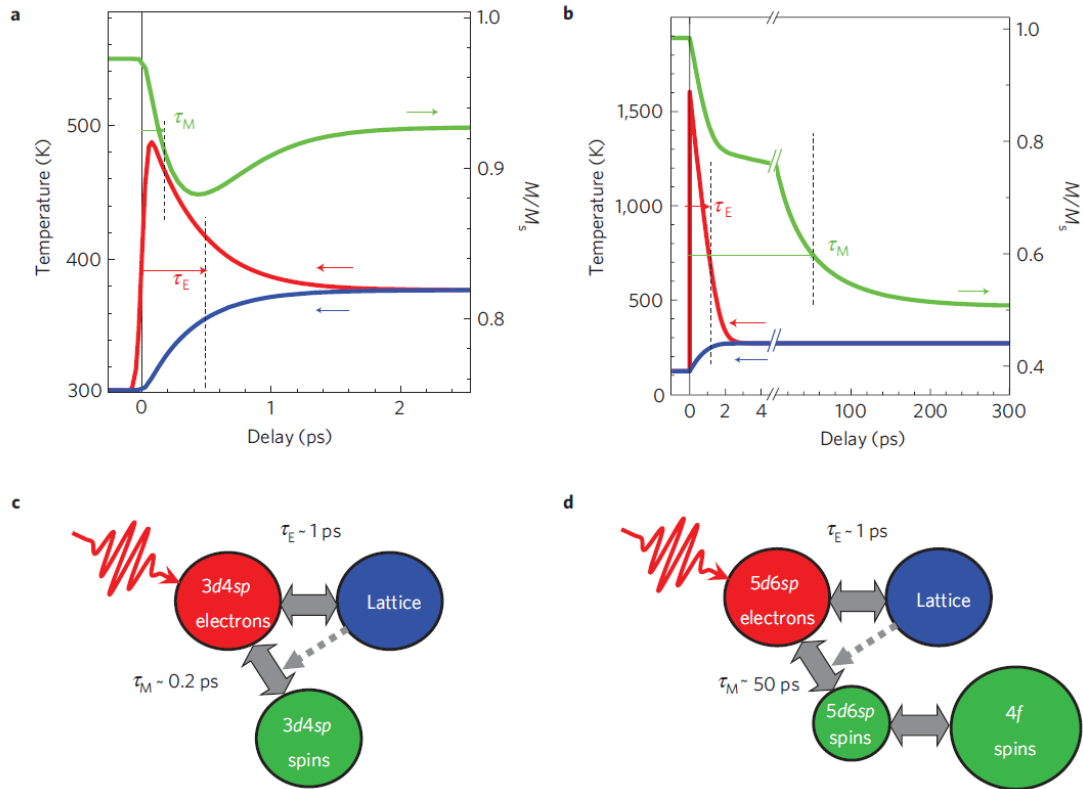 a
Temperature (K)
500
400
300
1.0
0.9
0.8
M/Ms
τM
τE
0
1
2
Delay (ps)
b
Temperature (K)
1,500
1,000
500
0
1.0
0.8
0.6
0.4
M/Ms
τE
τM
0
2
4
100
200
300
Delay (ps)
c
τE ~ 1 ps
3d4sp
electrons
Lattice
τM ~ 0.2 ps
3d4sp
spins
d
τE ~ 1 ps
5d6sp
electrons
Lattice
τM ~ 50 ps
5d6sp
spins
4f
spins